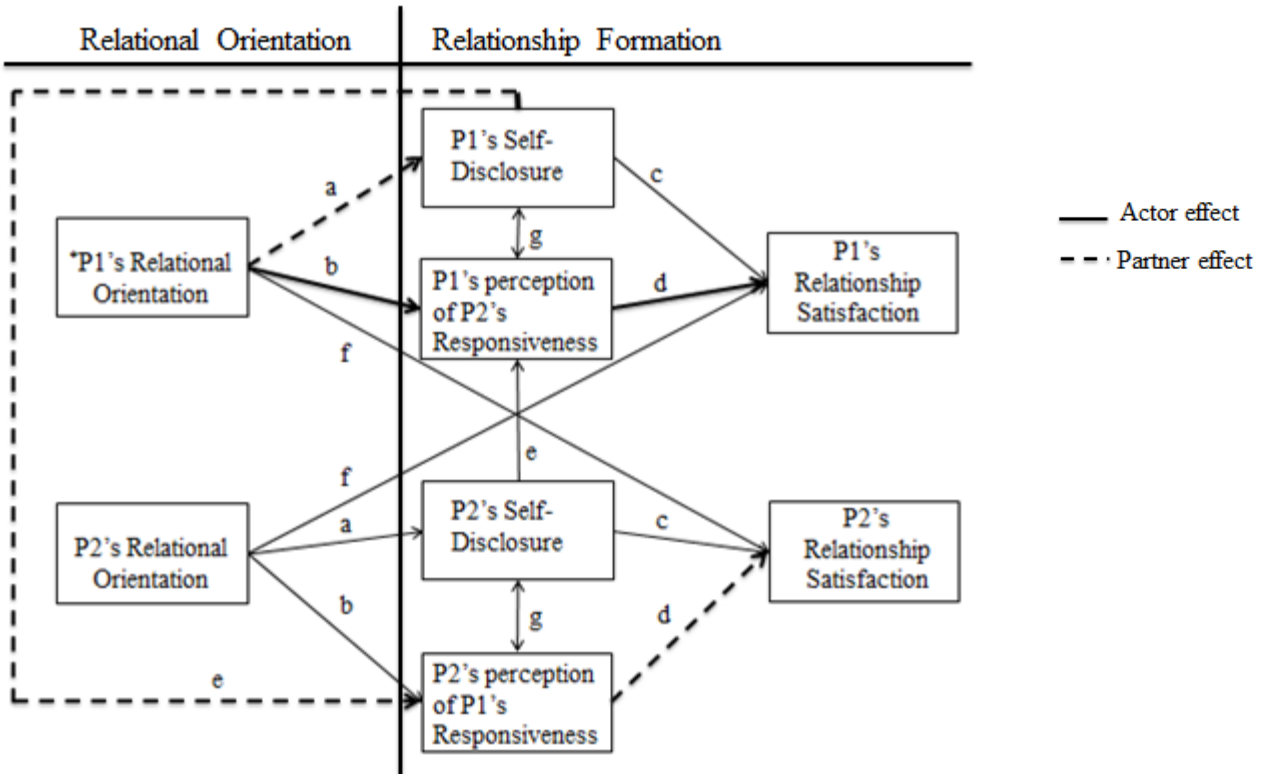 Relational Orientation
Relationship Formation
P1's Self-
Disclosure
a
c
g
*P1's Relational
Orientation
b
P1's perception
of P2's
Responsiveness
d
P1's
Relationship
Satisfaction
Actor effect
Partner effect
f
e
f
P2's Relational
Orientation
a
P2's Self-
Disclosure
c
P2's
Relationship
Satisfaction
b
g
d
e
P2's perception
of P1's
Responsiveness